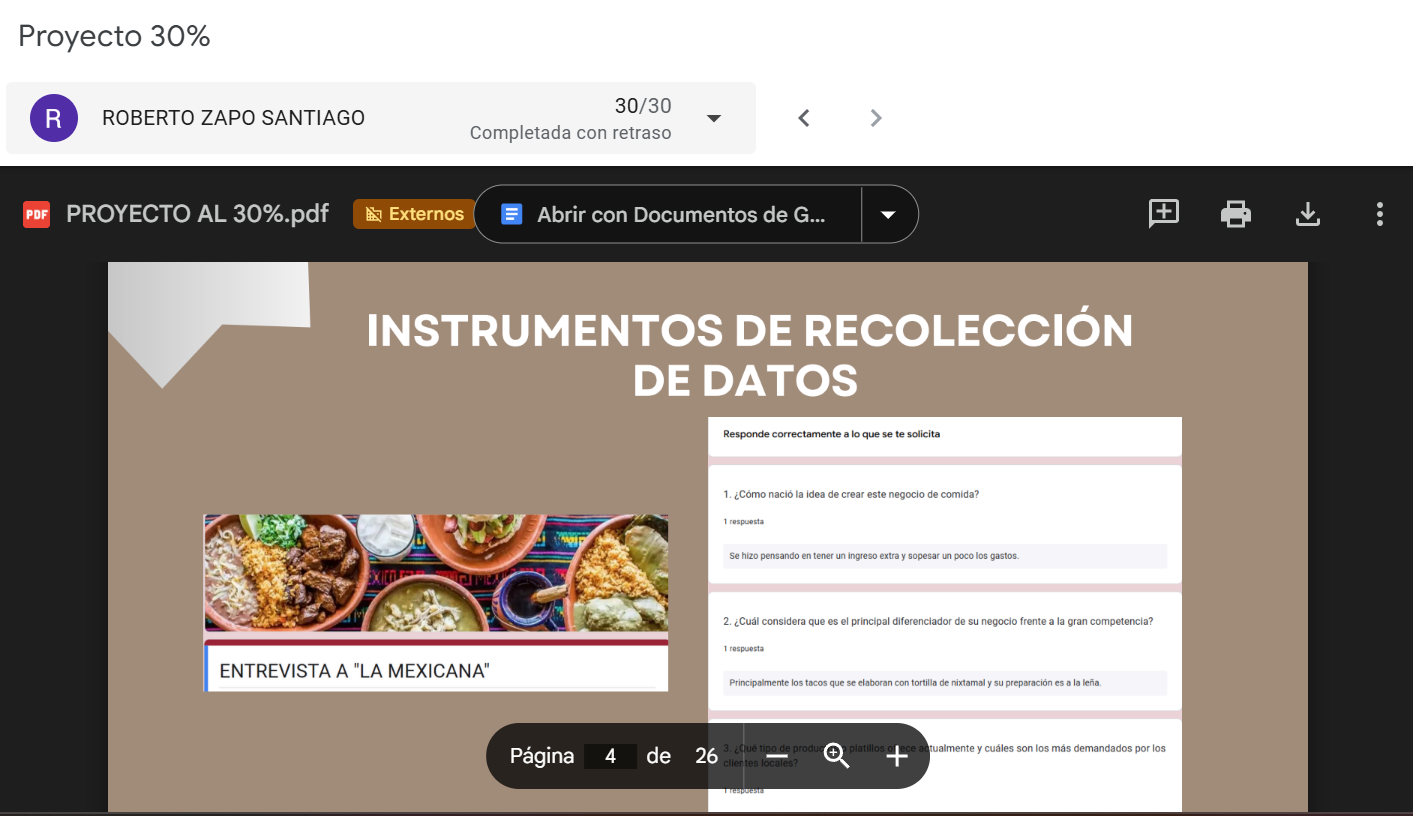 Proyecto 30%
R
ROBERTO ZAPO SANTIAGO
30/30
Completada con retraso
PDF
PROYECTO AL 30%.pdf
Externos
Abrir con Documentos de G...
INSTRUMENTOS DE RECOLECCIÓN
DE DATOS
ENTREVISTA A "LA MEXICANA"
Responde correctamente a lo que se te solicita
1. ¿Cómo nació la idea de crear este negocio de comida?
1 respuesta
Se hizo pensando en tener un ingreso extra y sopesar un poco los gastos.
2. ¿Cuál considera que es el principal diferenciador de su negocio frente a la gran competencia?
1 respuesta
Principalmente los tacos que se elaboran con tortilla de nixtamal y su preparación es a la leña.
3. ¿Qué tipo de productos o platillos ofrece actualmente y cuáles son los más demandados por los
clientes locales?
1 respuesta
Página 4 de 26